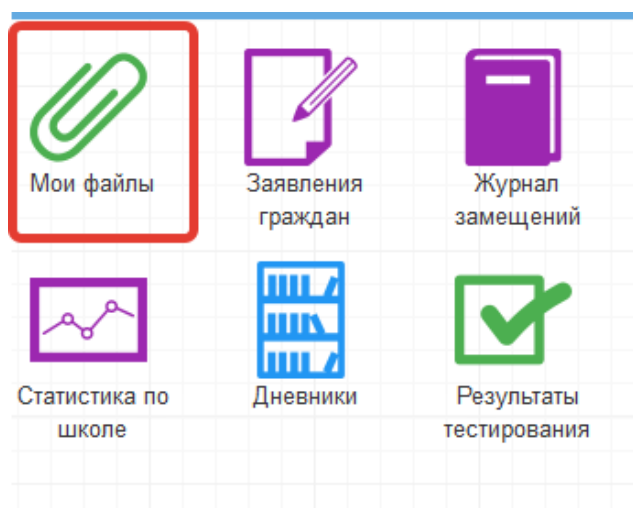 Мои файлы
Заявления
граждан
Журнал
замещений
Статистика по
школе
Дневники
Результаты
тестирования